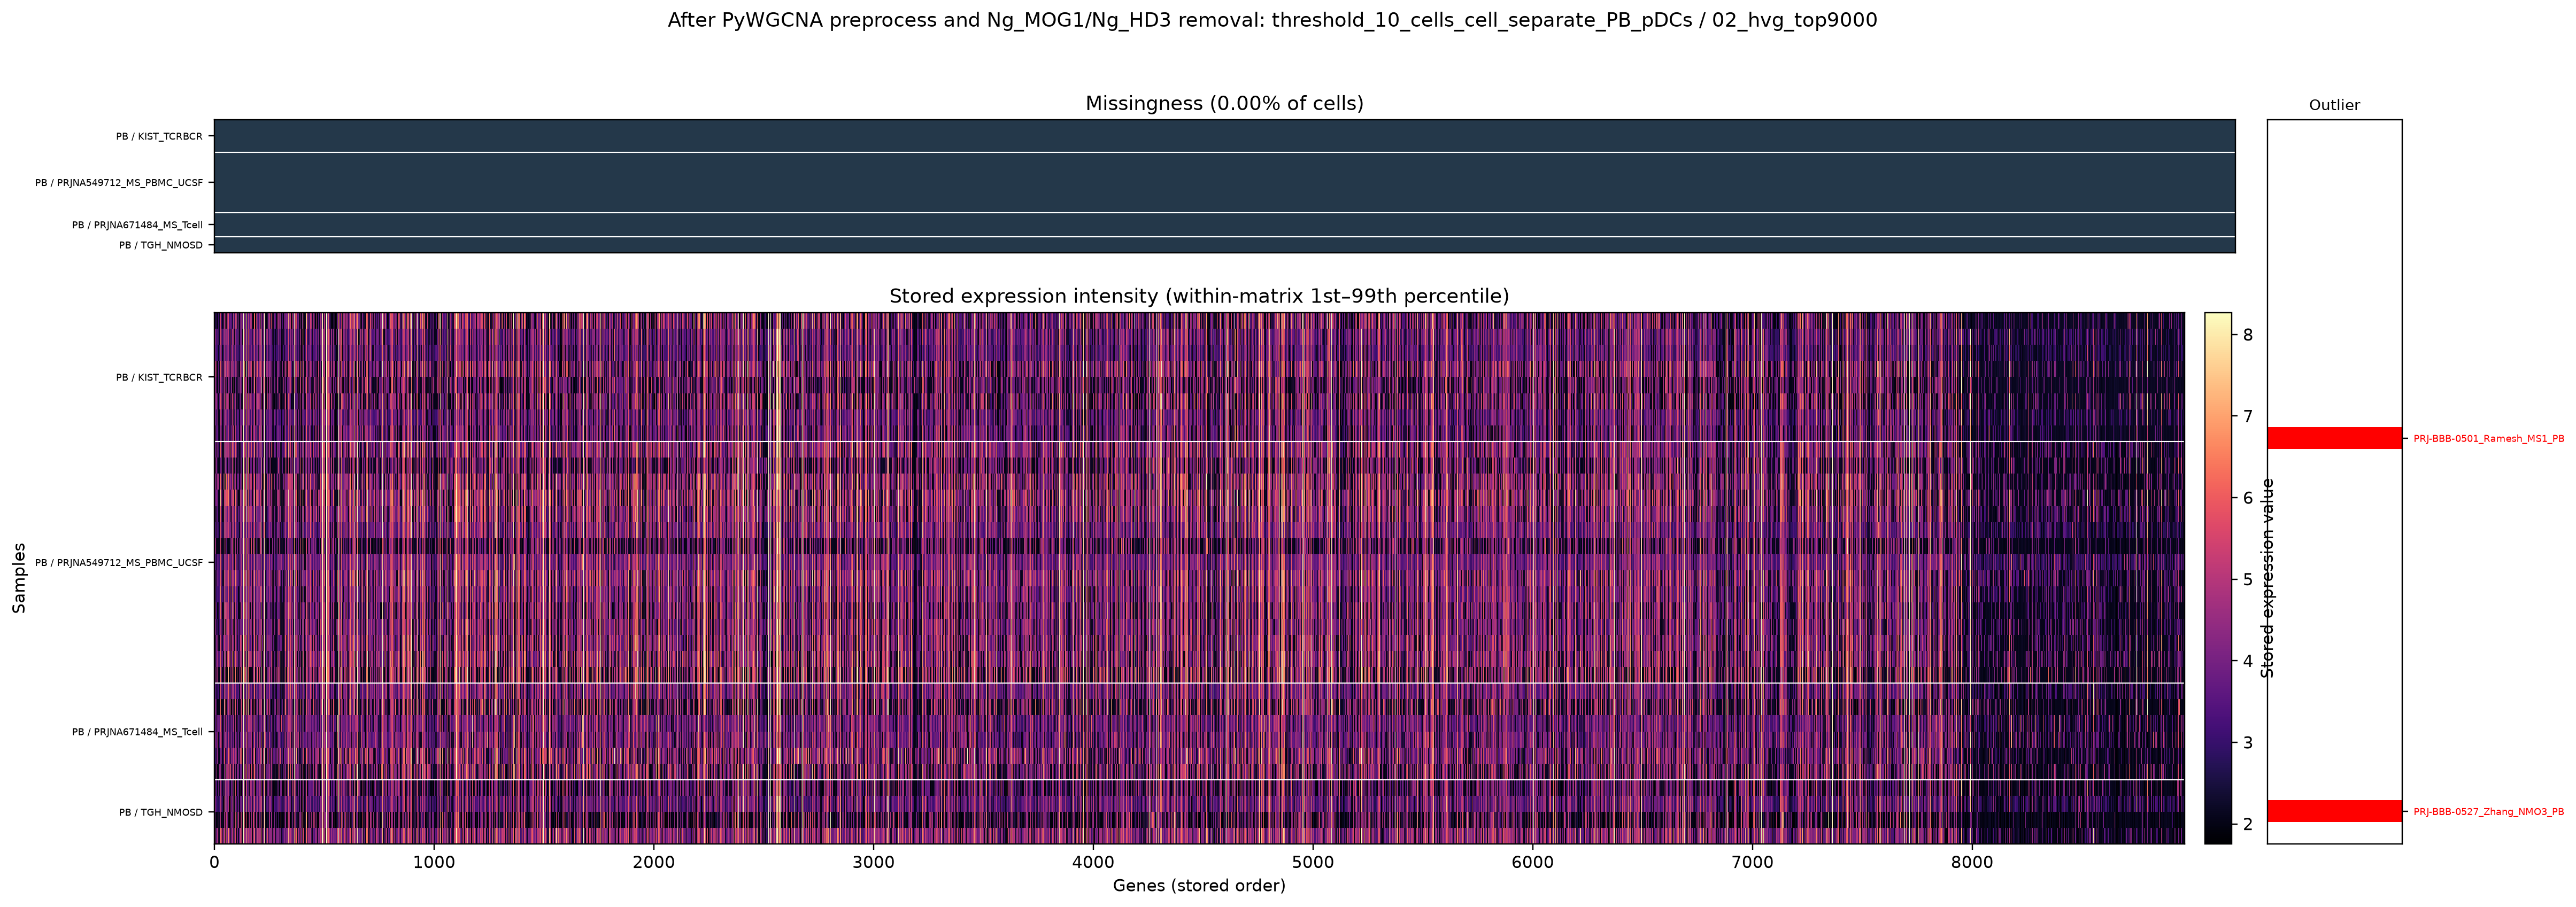 After PyWGCNA preprocess and Ng_MOG1/Ng_HD3 removal: threshold_10_cells_cell_separate_PB_pDCs / 02_hvg_top9000
Missingness (0.00% of cells)
Outlier
PB / KIST_TCRBCR
PB / PRJNA549712_MS_PBMC_UCSF
PB / PRJNA671484_MS_Tcell
PB / TGH_NMOSD
Stored expression intensity (within-matrix 1st–99th percentile)
Samples
PB / KIST_TCRBCR
PB / PRJNA549712_MS_PBMC_UCSF
PB / PRJNA671484_MS_Tcell
PB / TGH_NMOSD
0 1000 2000 3000 4000 5000 6000 7000 8000
Genes (stored order)
8
7
6
5
4
3
2
Stored expression value
PRJ-BBB-0501_Ramesh_MS1_PB
PRJ-BBB-0527_Zhang_NMO3_PB